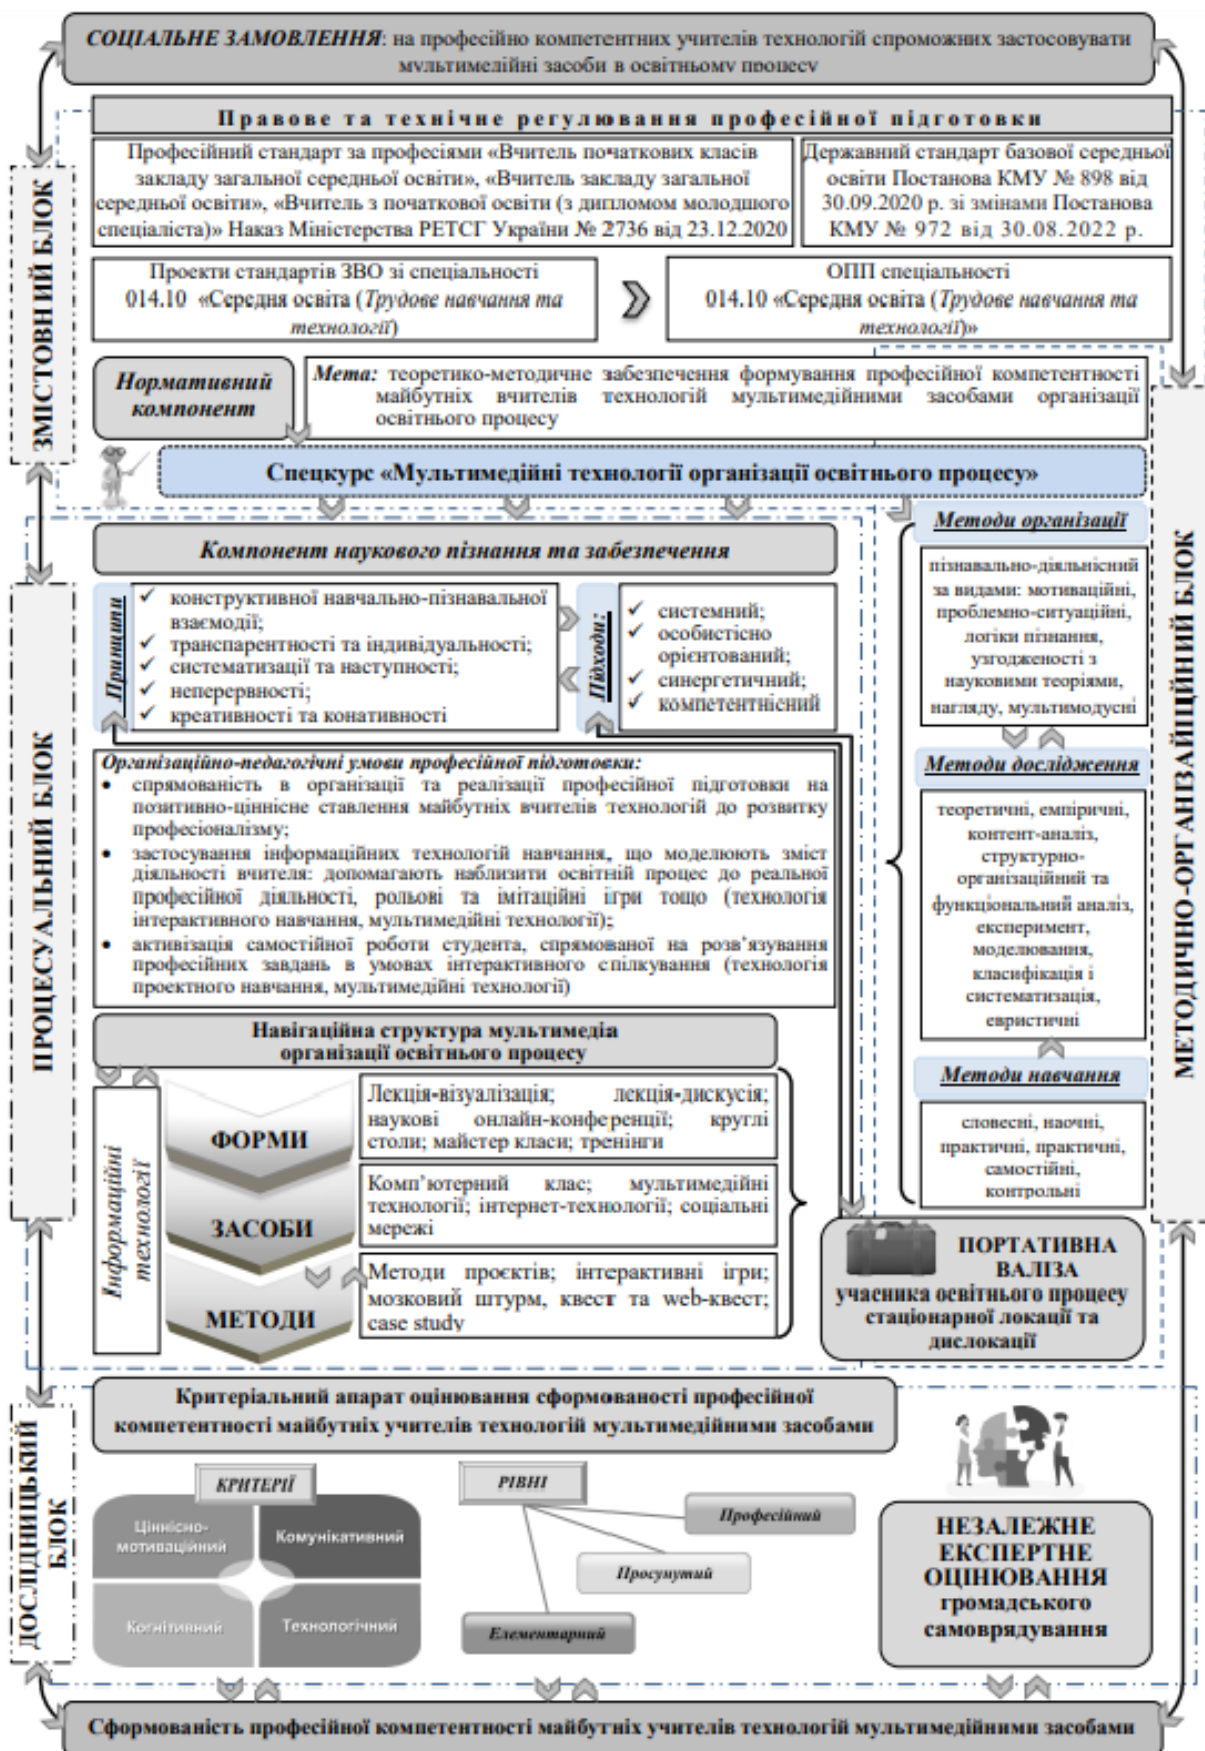 СОЦІАЛЬНЕ ЗАМОВЛЕННЯ: на професійно компетентних учителів технологій спроможних застосовувати
мультимедійні засоби в освітньому процесу
Правове та технічне регулювання професійної підготовки
Професійний стандарт за професіями «Вчитель початкових класів
закладу загальної середньої освіти», «Вчитель закладу загальної
середньої освіти», «Вчитель з початкової освіти (з дипломом молодшого
спеціаліста)» Наказ Міністерства РЕТСГ України № 2736 від 23.12.2020
Державний стандарт базової середньої
освіти Постанова КМУ № 898 від
30.09.2020 р. зі змінами Постанова
КМУ № 972 від 30.08.2022 р.
Проекти стандартів ЗВО зі спеціальності
014.10 «Середня освіта (Трудове навчання та
технології)
ОПП спеціальності
014.10 «Середня освіта (Трудове навчання та
технології)»
ЗМІСТОВНИЙ БЛОК
Нормативний
компонент
Мета: теоретико-методичне забезпечення формування професійної компетентності
майбутніх вчителів технологій мультимедійними засобами організації
освітнього процесу
Спецкурс «Мультимедійні технології організації освітнього процесу»
ПРОЦЕСУАЛЬНИЙ БЛОК
Компонент наукового пізнання та забезпечення
Принципи
✓ конструктивної навчально-пізнавальної
взаємодії;
✓ транспарентності та індивідуальності;
✓ систематизації та наступності;
✓ неперервності;
✓ креативності та конативності
Підходи:
✓ системний;
✓ особистісно
орієнтований;
✓ синергетичний;
✓ компетентнісний
Організаційно-педагогічні умови професійної підготовки:
• спрямованість в організації та реалізації професійної підготовки на
позитивно-ціннісне ставлення майбутніх вчителів технологій до розвитку
професіоналізму;
• застосування інформаційних технологій навчання, що моделюють зміст
діяльності вчителя: допомагають наблизити освітній процес до реальної
професійної діяльності, рольові та імітаційні ігри тощо (технологія
інтерактивного навчання, мультимедійні технології);
• активізація самостійної роботи студента, спрямованої на розв’язування
професійних завдань в умовах інтерактивного спілкування (технологія
проектного навчання, мультимедійні технології)
Навігаційна структура мультимедіа
організації освітнього процесу
Інформаційні
технології
ФОРМИ
Лекція-візуалізація; лекція-дискусія;
наукові онлайн-конференції; круглі
столи; майстер класи; тренінги
ЗАСОБИ
Комп’ютерний клас; мультимедійні
технології; інтернет-технології; соціальні
мережі
МЕТОДИ
Методи проєктів; інтерактивні ігри;
мозковий штурм, квест та web-квест;
case study
МЕТОДИЧНО-ОРГАНІЗАЙЦІЙНИЙ БЛОК
Методи організації
пізнавально-діяльнісний
за видами: мотиваційні,
проблемно-ситуаційні,
логіки пізнання,
узгодженості з
науковими теоріями,
нагляду, мультимодусні
Методи дослідження
теоретичні, емпіричні,
контент-аналіз,
структурно-
організаційний та
функціональний аналіз,
експеримент,
моделювання,
класифікація і
систематизація,
евристичні
Методи навчання
словесні, наочні,
практичні, практичні,
самостійні,
контрольні
ПОРТАТИВНА
ВАЛІЗА
учасника освітнього процесу
стаціонарної локації та
дислокації
ДОСЛІДНИЦЬКИЙ
БЛОК
Критеріальний апарат оцінювання сформованості професійної
компетентності майбутніх учителів технологій мультимедійними засобами
КРИТЕРІЇ
Ціннісно-
мотиваційний
Комунікативний
Когнітивний
Технологічний
РІВНІ
Професійний
Просунутий
Елементарний
НЕЗАЛЕЖНЕ
ЕКСПЕРТНЕ
ОЦІНЮВАННЯ
громадського
самоврядування
Сформованість професійної компетентності майбутніх учителів технологій мультимедійними засобами